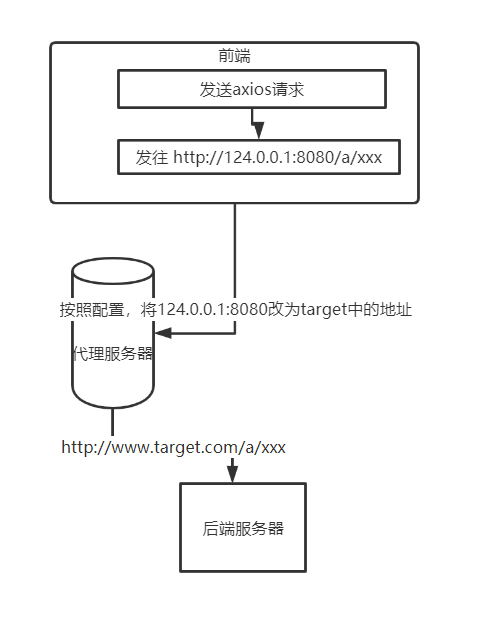 前端
发送axios请求
发往 http://124.0.0.1:8080/a/xxx
按照配置，将124.0.0.1:8080改为target中的地址
代理服务器
http://www.target.com/a/xxx
后端服务器